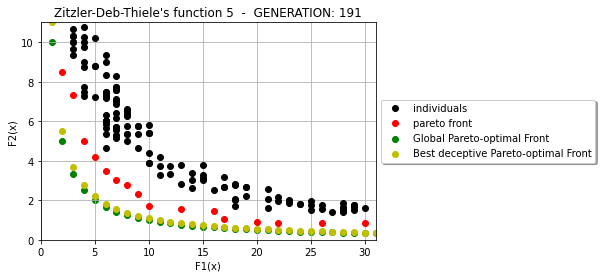 Zitzler-Deb-Thiele's function 5 - GENERATION: 191
10
8
6
4
2
0
F2(x)
0 5 10 15 20 25 30
F1(x)
individuals
pareto front
Global Pareto-optimal Front
Best deceptive Pareto-optimal Front